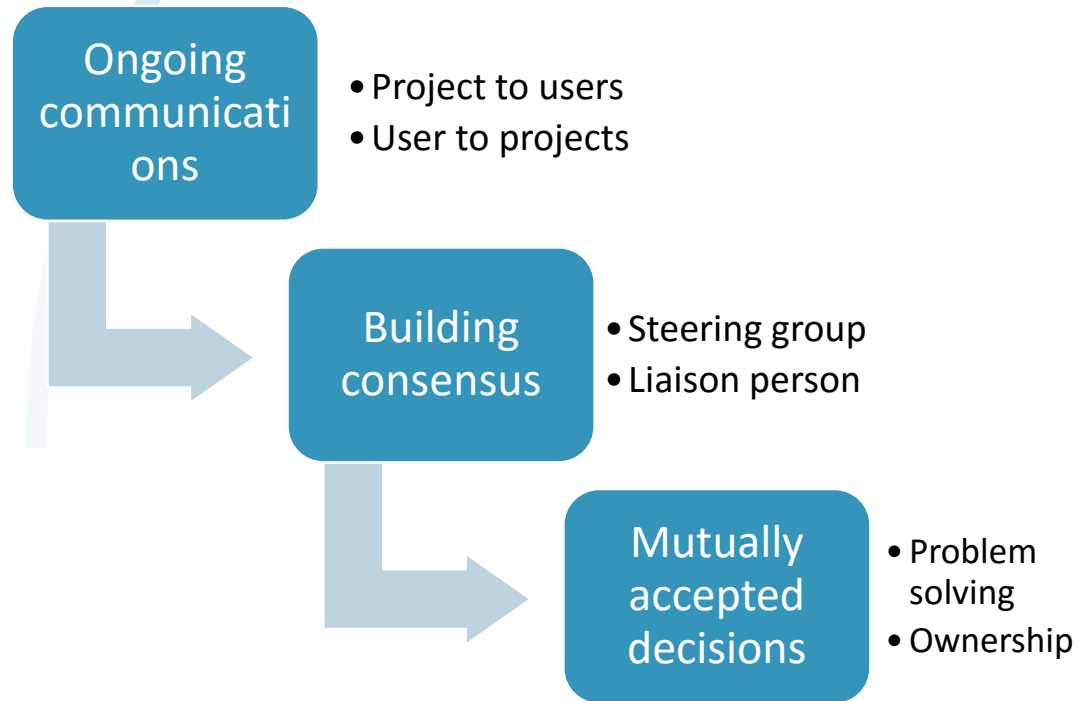 Ongoing
communicati
ons
• Project to users
• User to projects
Building
consensus
• Steering group
• Liaison person
Mutually
accepted
decisions
• Problem
solving
• Ownership